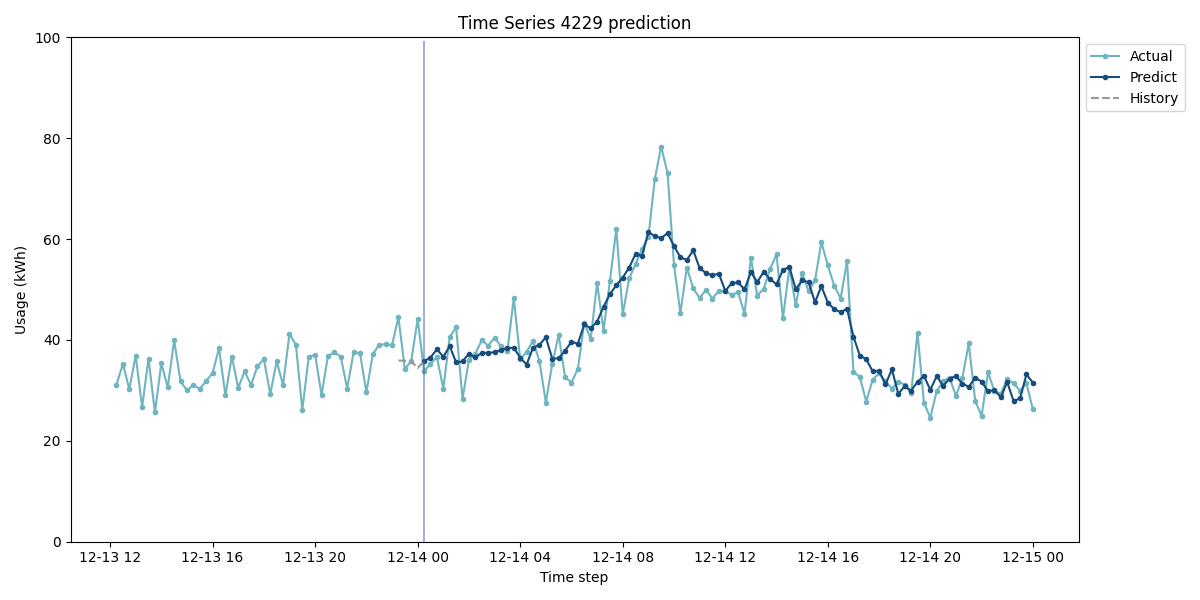 Time Series 4229 prediction
100
80
60
40
20
0
Usage (kWh)
12-13 12
12-13 16
12-13 20
12-14 00
12-14 04
12-14 08
12-14 12
12-14 16
12-14 20
12-15 00
Time step
Actual
Predict
History